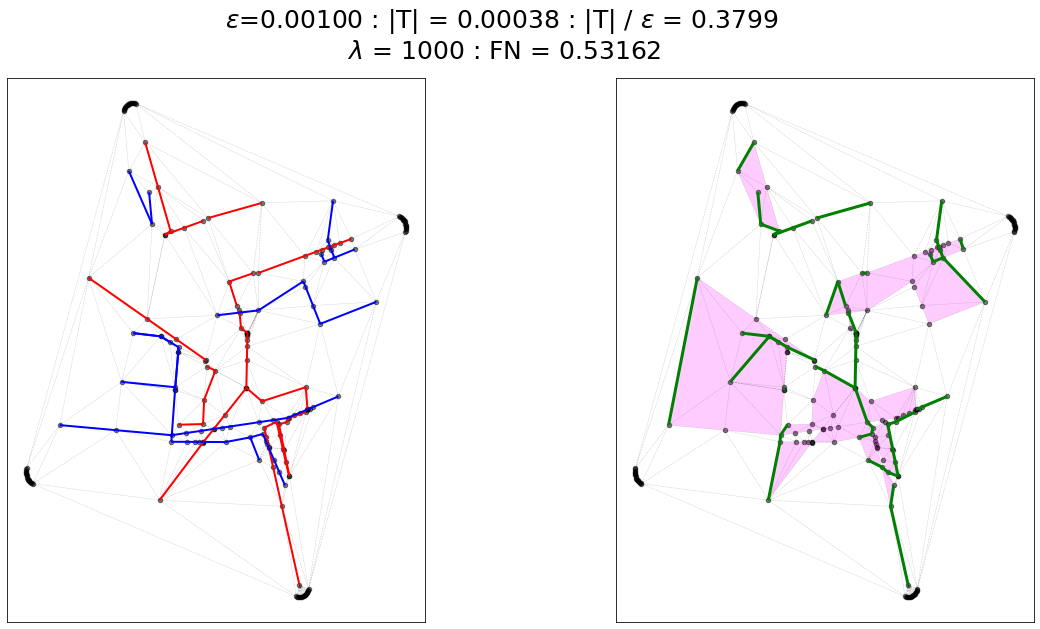 ε=0.00100 : |T| = 0.00038 : |T| / ε = 0.3799
λ = 1000 : FN = 0.53162